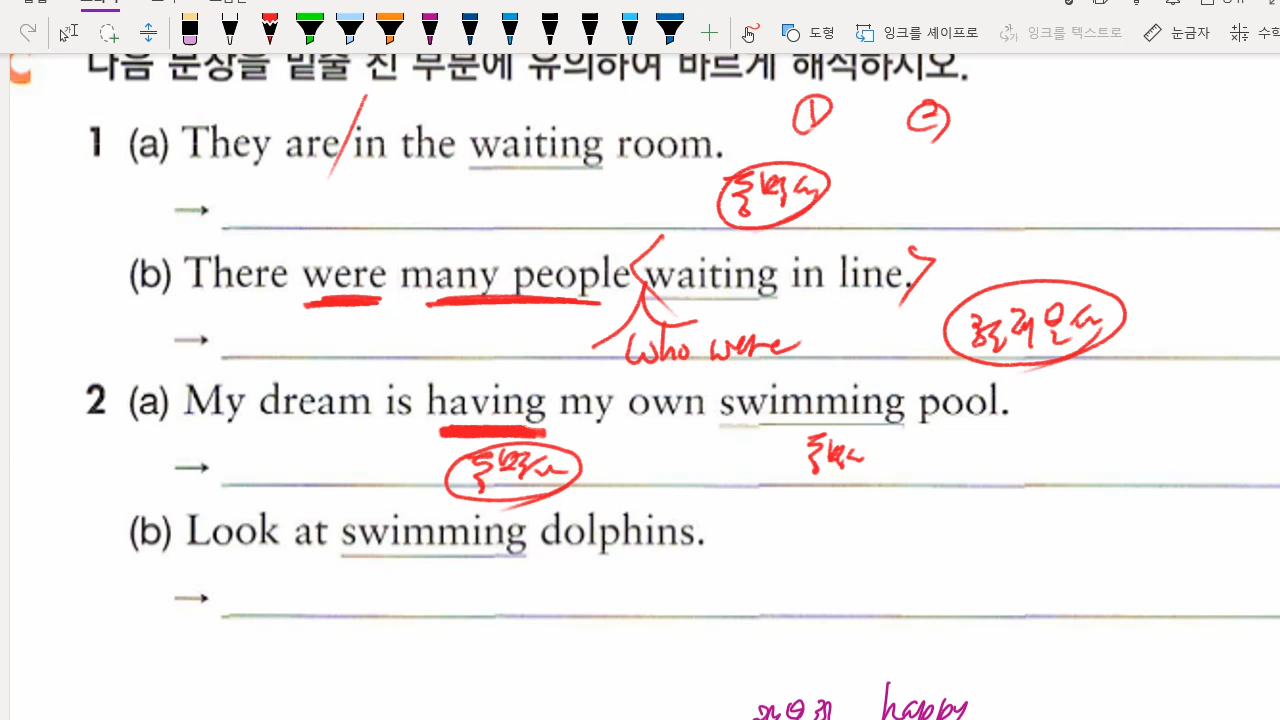 도형 잉크를 셰이프로 잉크를 텍스트로 눈금자
다음 문장을 밑줄 친 부분에 유의하여 바르게 해석하시오.
① ②
1 (a) They are / in the waiting room.
→ 동명사
(b) There were many people < waiting in line. >
→ who were 현재분사
2 (a) My dream is having my own swimming pool.
→ 동명사 동명사
(b) Look at swimming dolphins.
→
happy